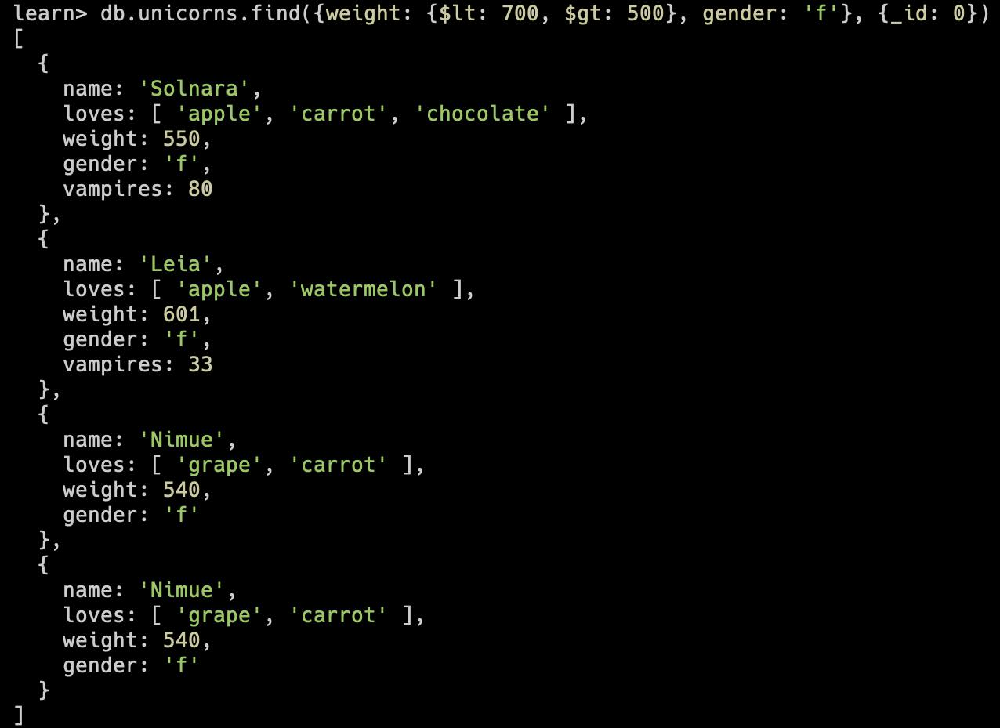 learn> db.unicorns.find({weight: {$lt: 700, $gt: 500}, gender: 'f'}, {_id: 0})
[
  {
    name: 'Solnara',
    loves: [ 'apple', 'carrot', 'chocolate' ],
    weight: 550,
    gender: 'f',
    vampires: 80
  },
  {
    name: 'Leia',
    loves: [ 'apple', 'watermelon' ],
    weight: 601,
    gender: 'f',
    vampires: 33
  },
  {
    name: 'Nimue',
    loves: [ 'grape', 'carrot' ],
    weight: 540,
    gender: 'f'
  },
  {
    name: 'Nimue',
    loves: [ 'grape', 'carrot' ],
    weight: 540,
    gender: 'f'
  }
]